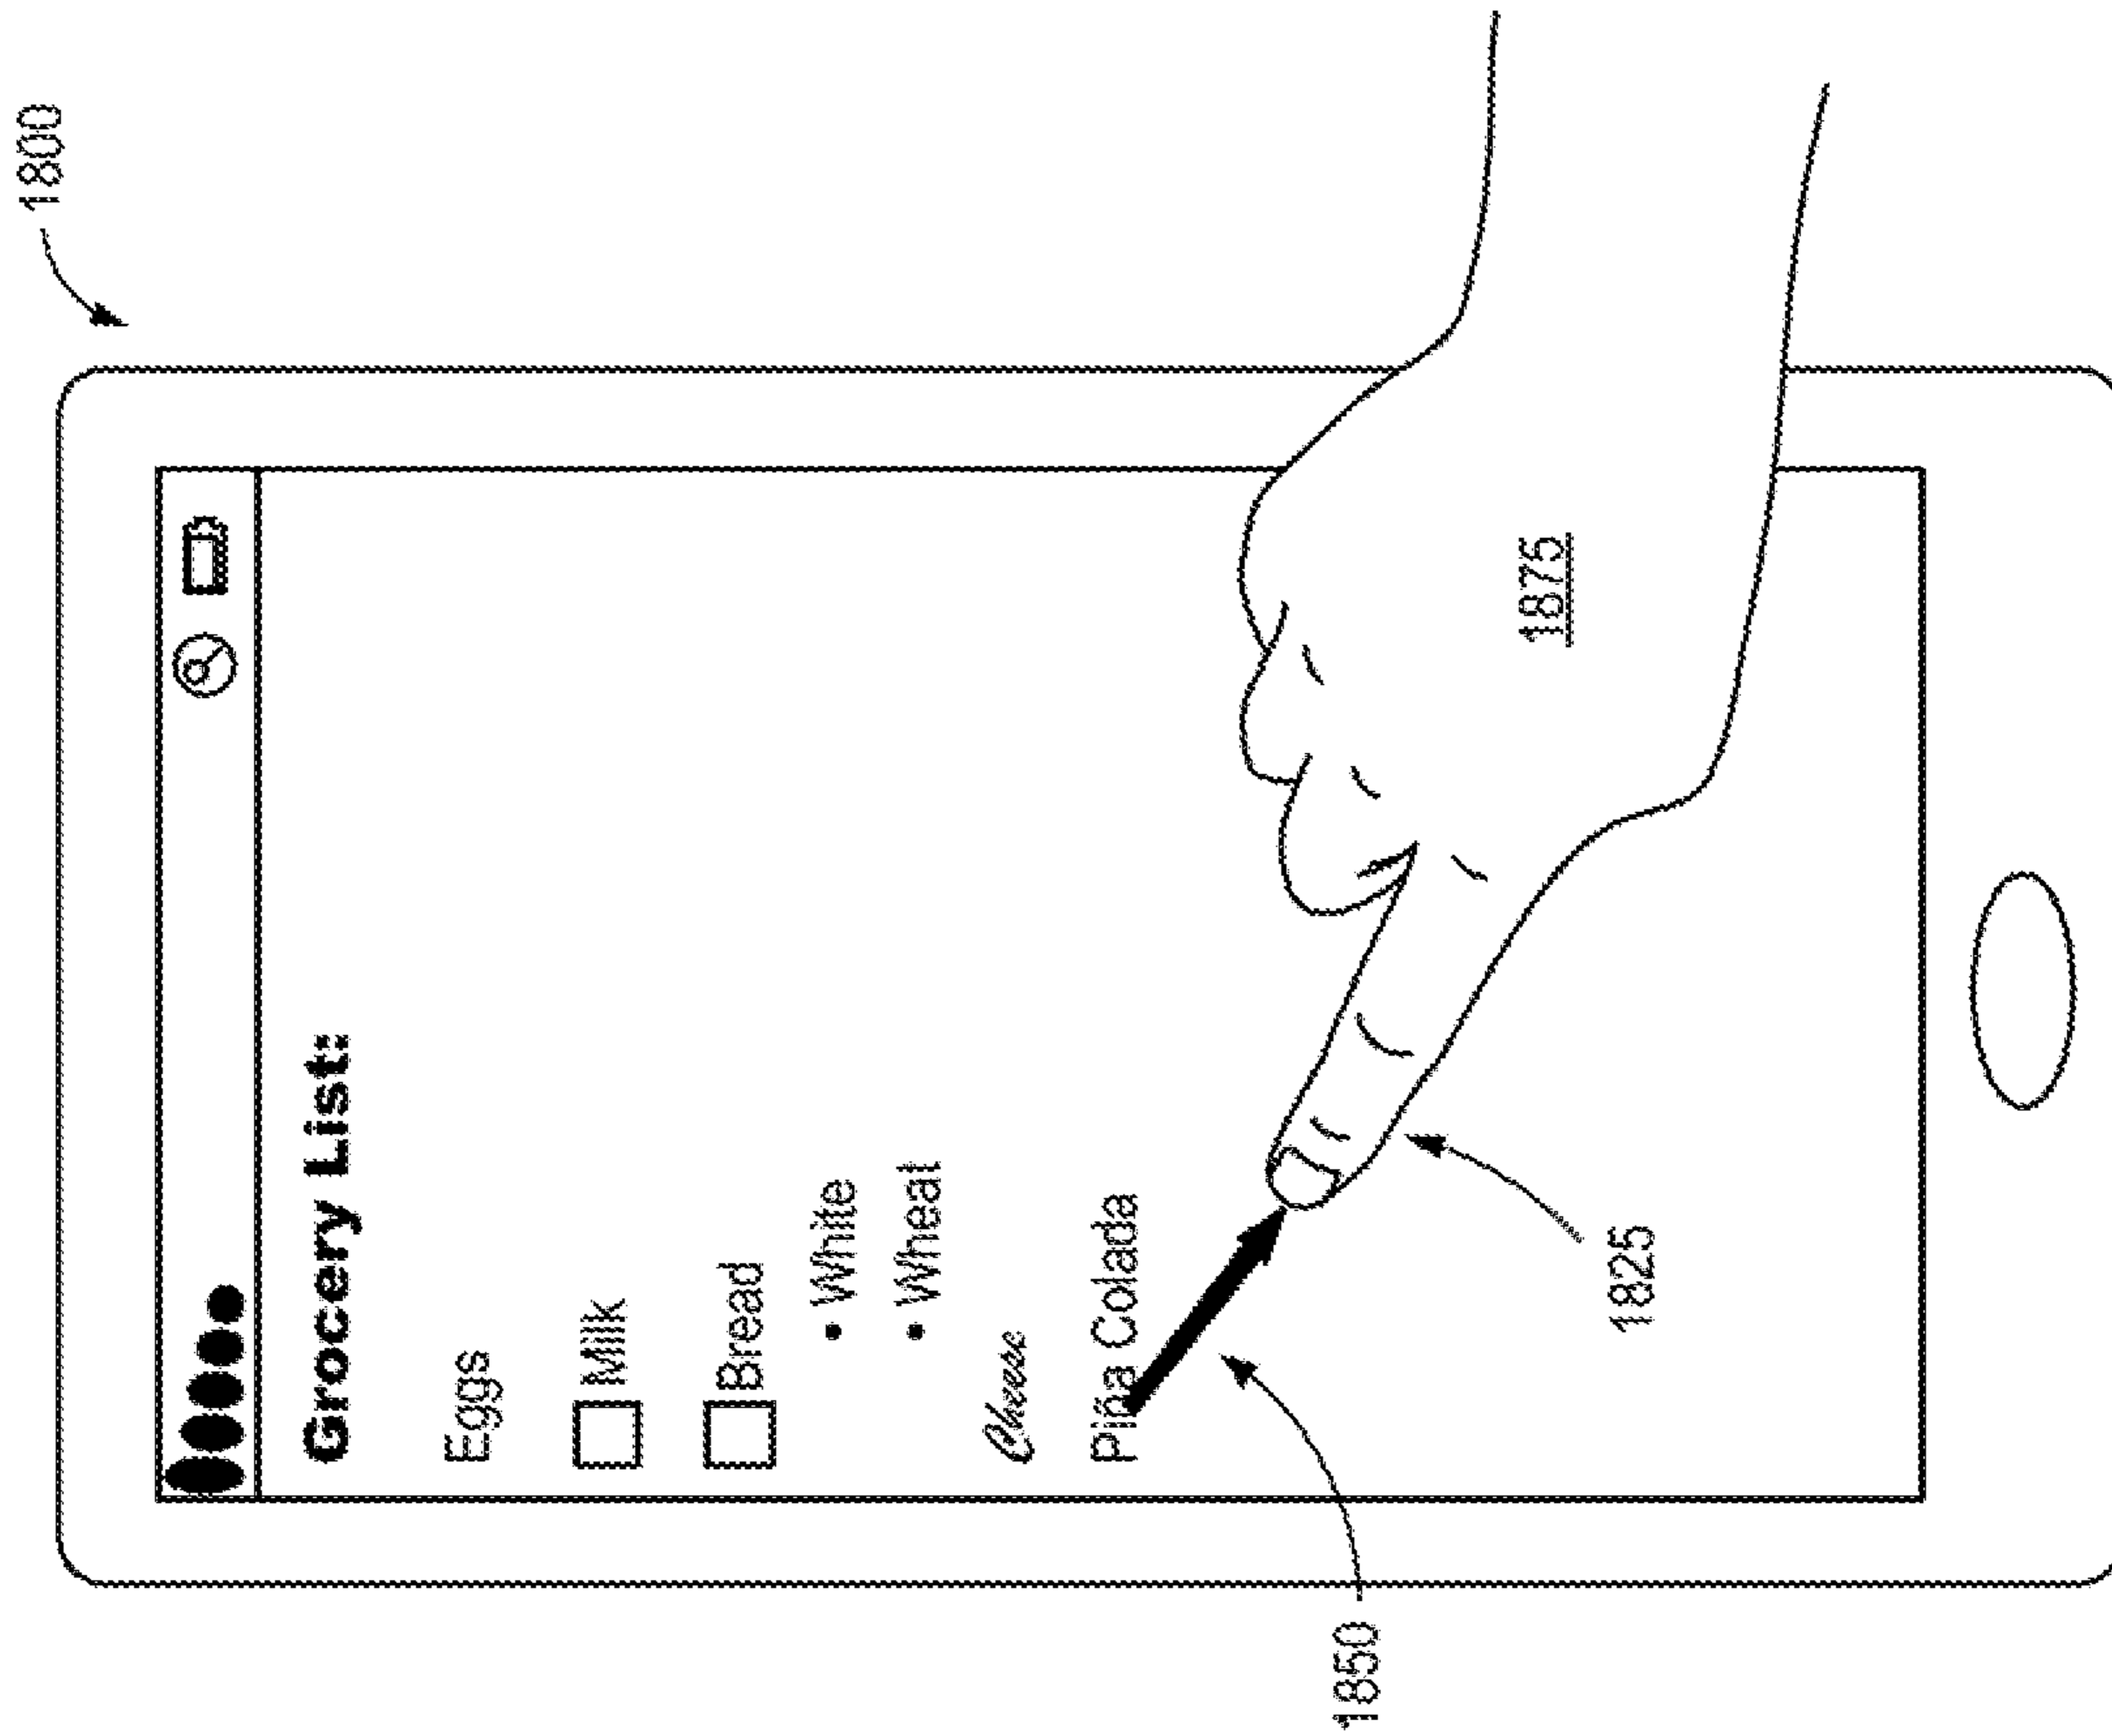 1800
Grocery List:
Eggs
Milk
Bread
• White
• Wheat
Cheese
Piña Colada
1875
1825
1850